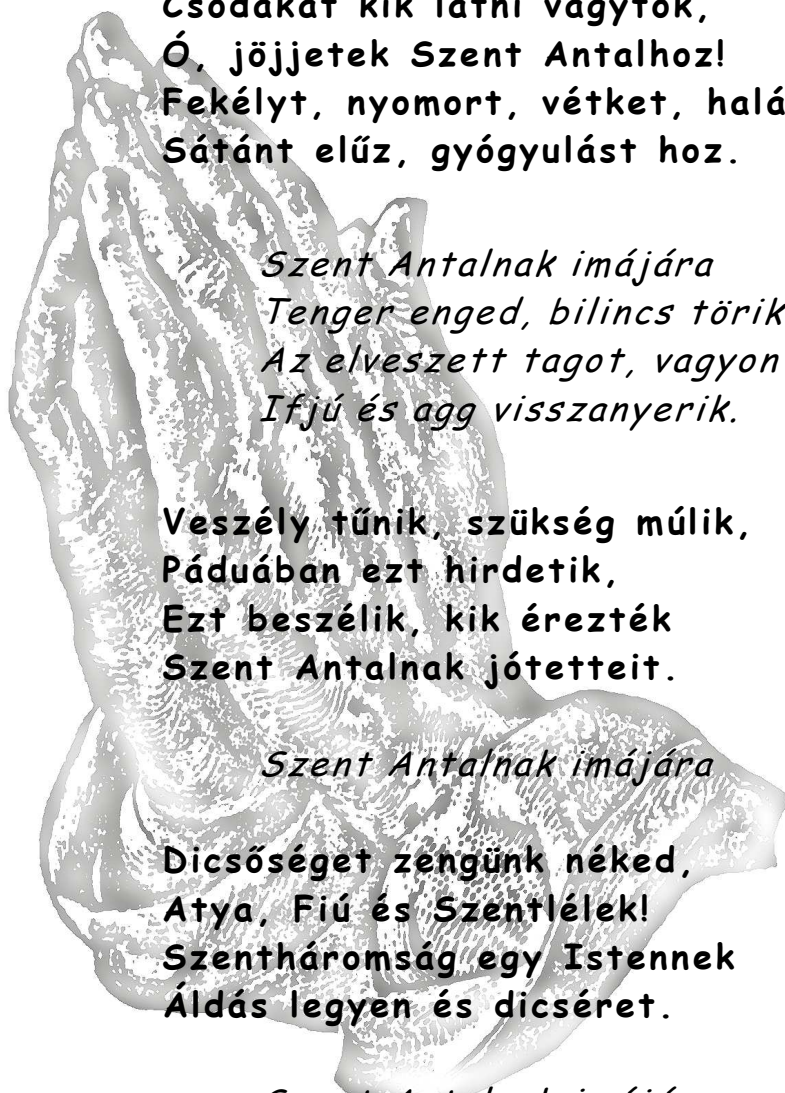 Csodákat kik látni vágytok,
Ó, jöjjetek Szent Antalhoz!
Fekélyt, nyomort, vétket, halá
Sátánt elűz, gyógyulást hoz.
Szent Antalnak imájára
Tenger enged, bilincs törik
Az elveszett tagot, vagyon
Ifjú és agg visszanyerik.
Veszély tűnik, szükség múlik,
Páduában ezt hirdetik,
Ezt beszélik, kik érezték
Szent Antalnak jótetteit.
Szent Antalnak imájára
Dicsőséget zengünk néked,
Atya, Fiú és Szentlélek!
Szentháromság egy Istennek
Áldás legyen és dicséret.